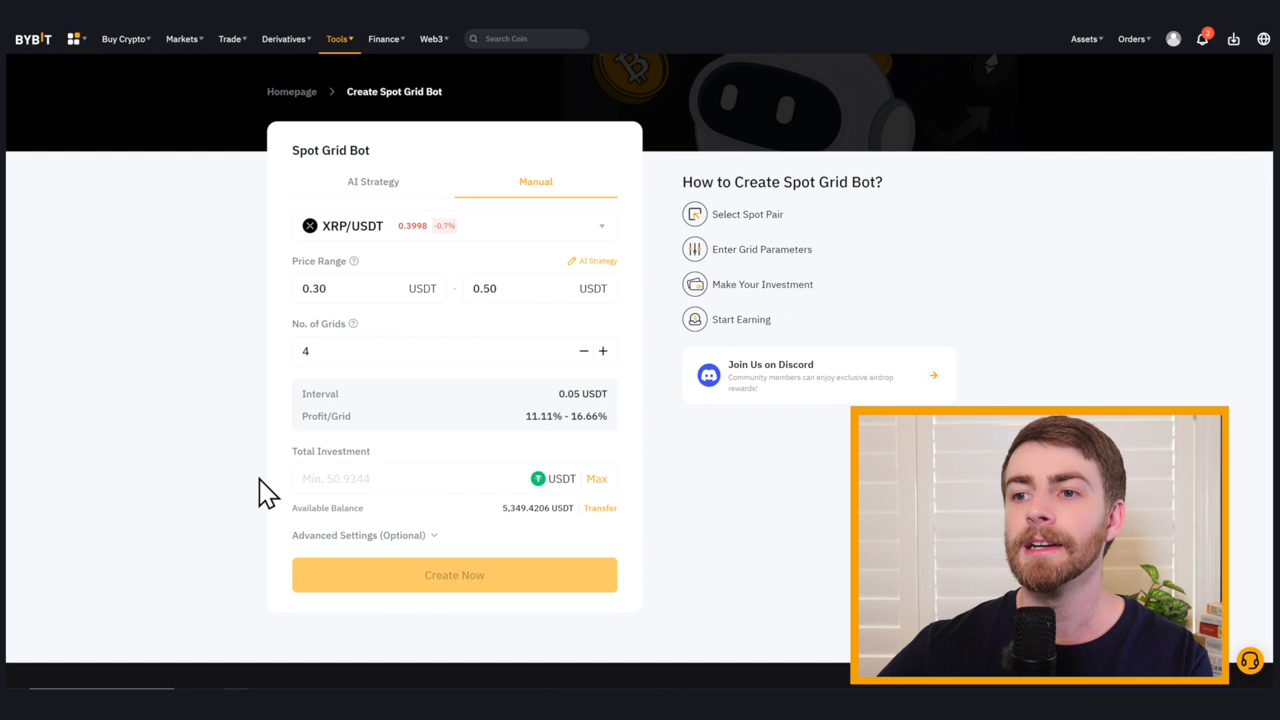 BYBIT
Buy Crypto
Markets
Trade
Derivatives
Tools
Finance
Web3
Search Coin
Assets
Orders
2
Homepage > Create Spot Grid Bot
Spot Grid Bot
AI Strategy
Manual
XRP/USDT 0.3998 -0.7%
Price Range
AI Strategy
0.30 USDT - 0.50 USDT
No. of Grids
4
Interval 0.05 USDT
Profit/Grid 11.11% - 16.66%
Total Investment
Min. 50.9344 USDT Max
Available Balance 5,349.4206 USDT Transfer
Advanced Settings (Optional)
Create Now
How to Create Spot Grid Bot?
Select Spot Pair
Enter Grid Parameters
Make Your Investment
Start Earning
Join Us on Discord
Community members can enjoy exclusive airdrop
rewards!